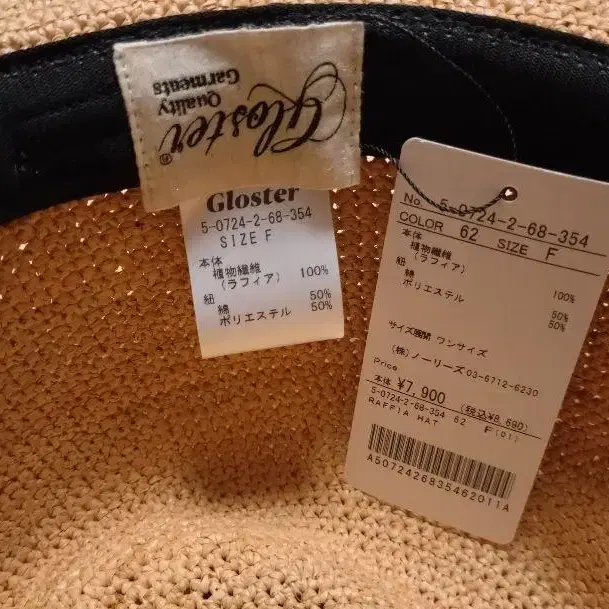 Gloster
®
Quality
Garments
Gloster
5-0724-2-68-354
SIZE F
本体
植物繊維 100%
(ラフィア)
紐
綿 50%
ポリエステル 50%
No. 5-0724-2-68-354
COLOR 62 SIZE F
本体
植物繊維 100%
(ラフィア)
紐
綿 50%
ポリエステル 50%
サイズ展開 ワンサイズ
(株)ノーリーズ 03-6712-6230
Price
本体 ¥7,900 (税込¥8,690)
5-0724-2-68-354 62 F(01)
RAFFIA HAT
A5072426835462011A